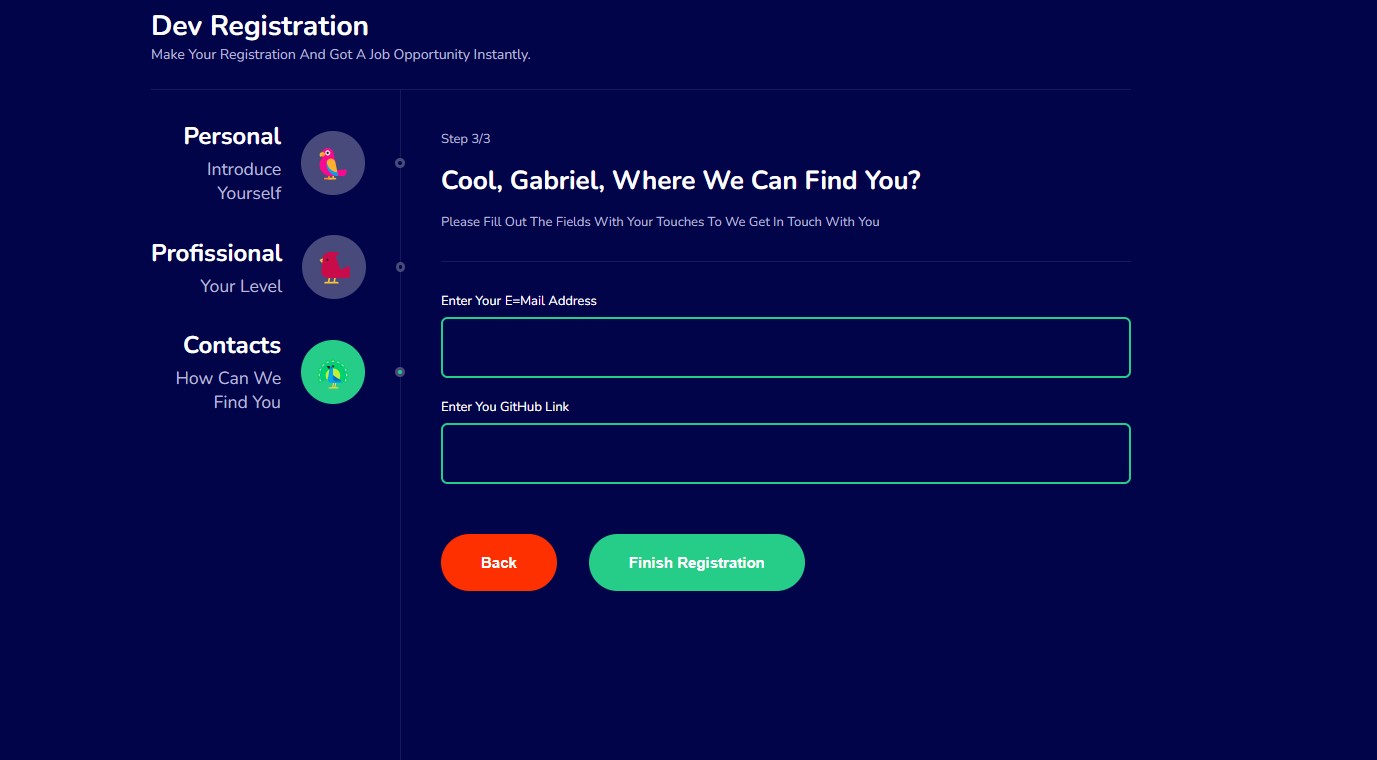 Dev Registration
Make Your Registration And Got A Job Opportunity Instantly.
Personal
Introduce
Yourself
Profissional
Your Level
Contacts
How Can We
Find You
Step 3/3
Cool, Gabriel, Where We Can Find You?
Please Fill Out The Fields With Your Touches To We Get In Touch With You
Enter Your E=Mail Address
Enter You GitHub Link
Back
Finish Registration